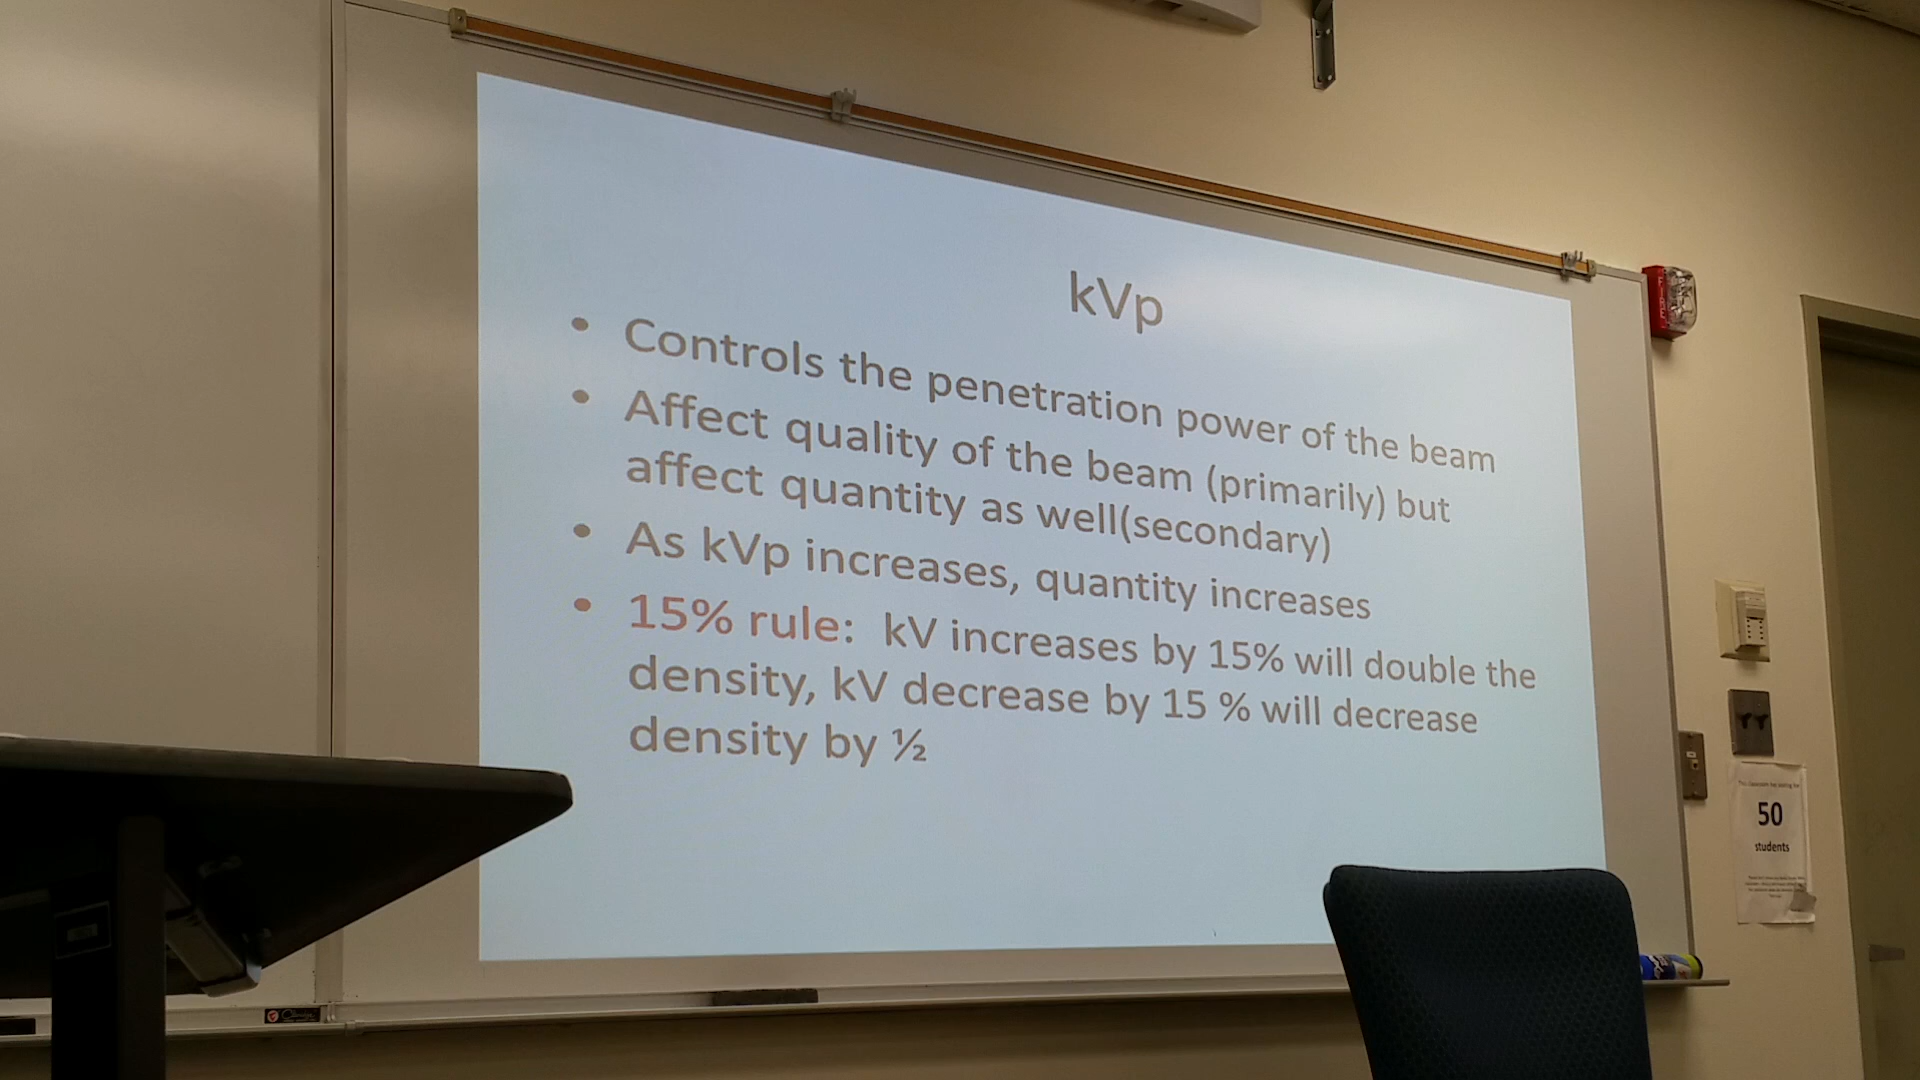 kVp
• Controls the penetration power of the beam
• Affect quality of the beam (primarily) but
affect quantity as well(secondary)
• As kVp increases, quantity increases
• 15% rule: kV increases by 15% will double the
density, kV decrease by 15 % will decrease
density by ½
FIRE
50
students